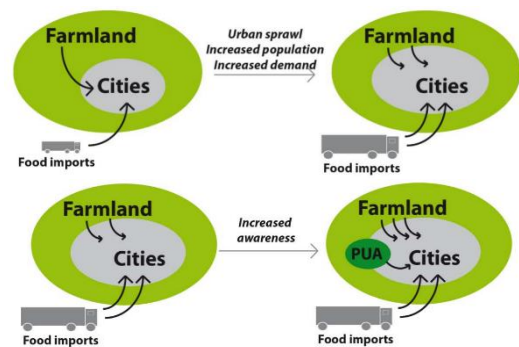 Farmland
Cities
Food imports
Urban sprawl
Increased population
Increased demand
Farmland
Cities
Food imports
Farmland
Cities
Food imports
Increased
awareness
Farmland
PUA
Cities
Food imports